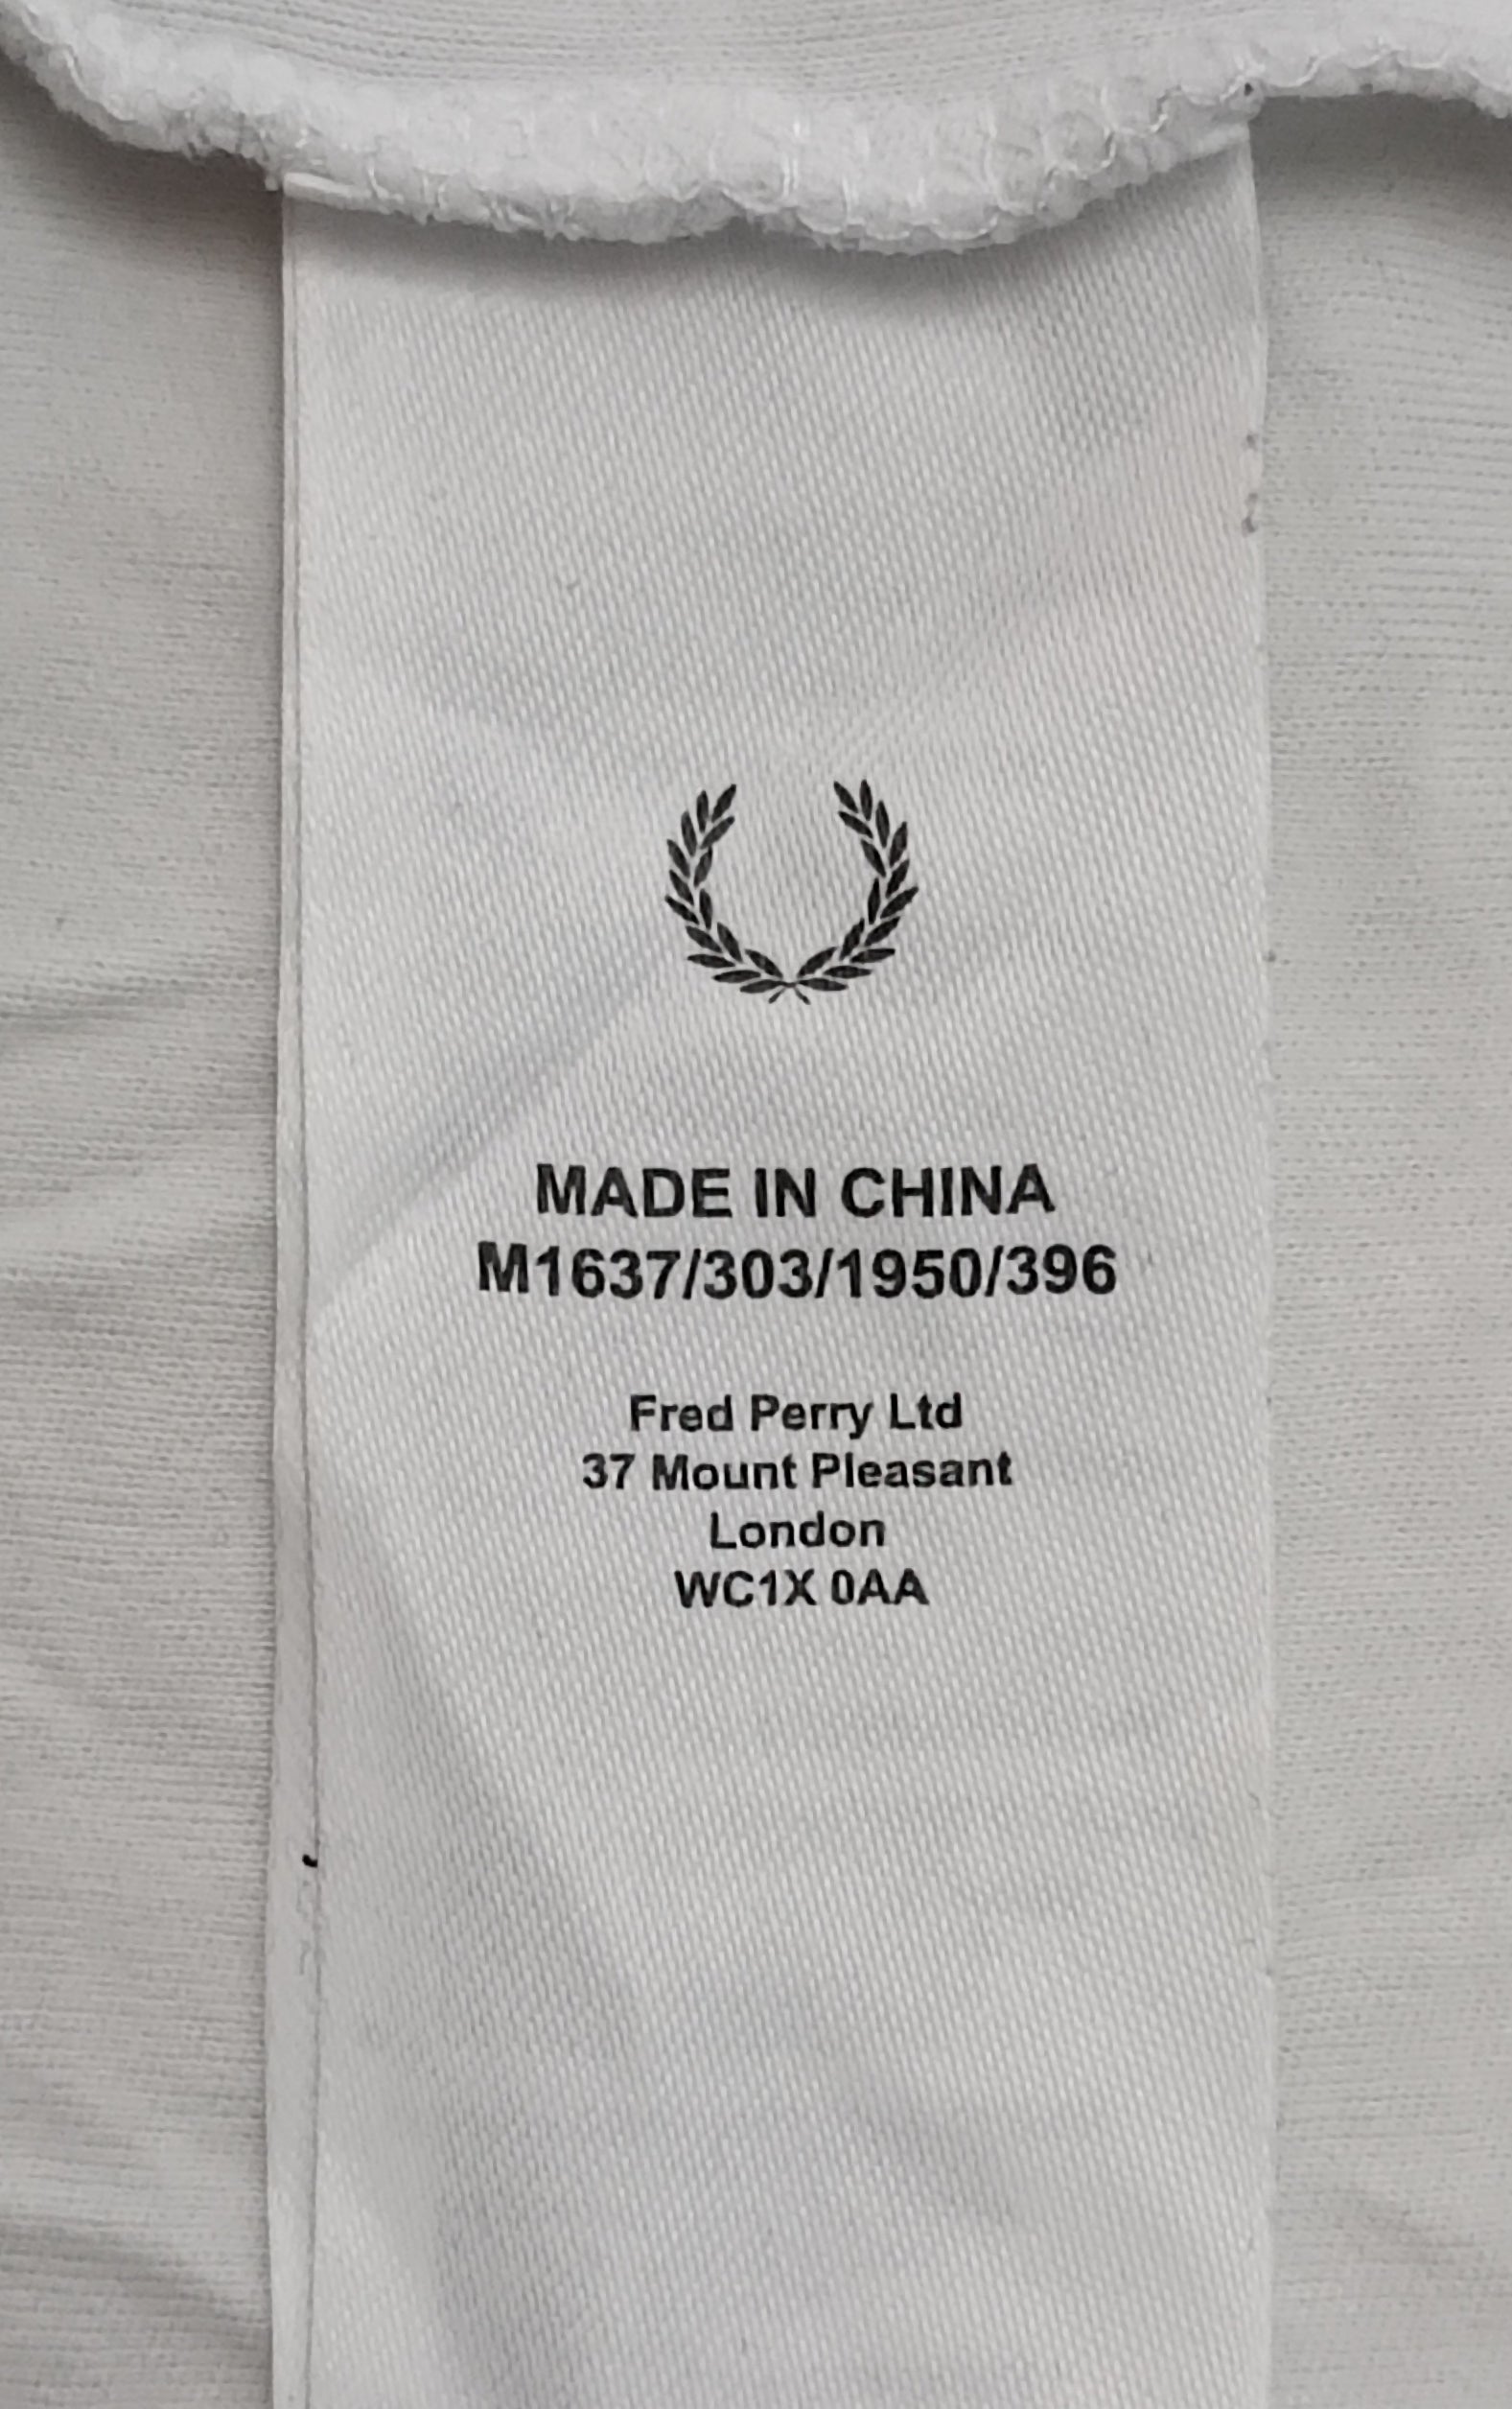 MADE IN CHINA
M1637/303/1950/396
Fred Perry Ltd
37 Mount Pleasant
London
WC1X 0AA